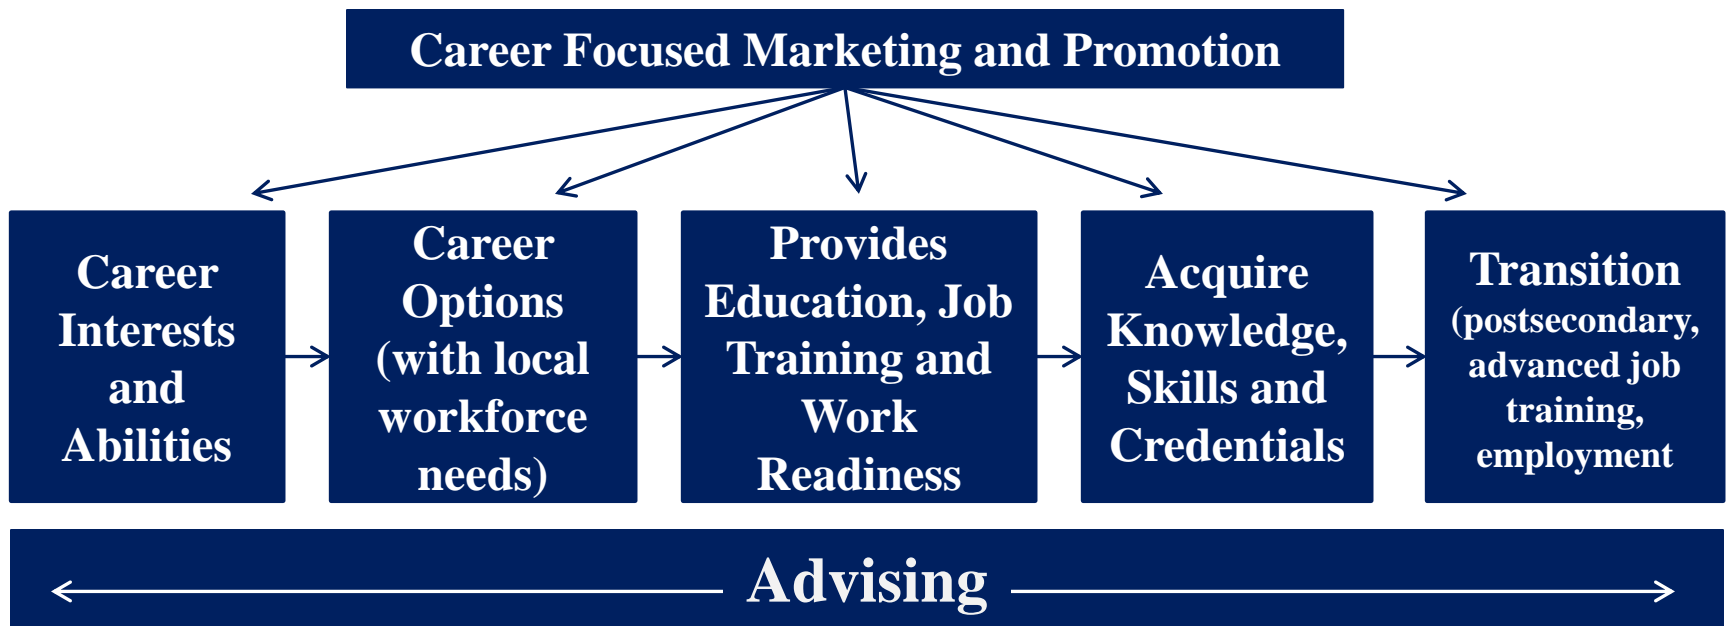 Career Focused Marketing and Promotion
Career
Interests
and
Abilities
Career
Options
(with local
workforce
needs)
Provides
Education, Job
Training and
Work
Readiness
Acquire
Knowledge,
Skills and
Credentials
Transition
(postsecondary,
advanced job
training,
employment
Advising